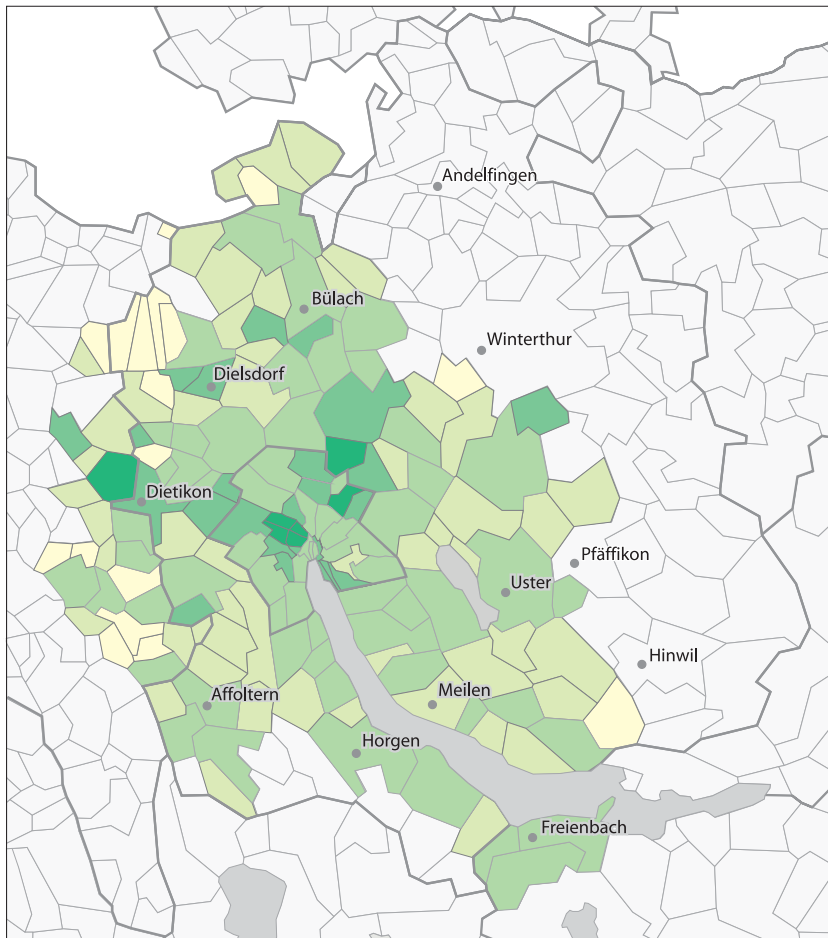 Andelfingen
Bülach
Winterthur
Dielsdorf
Dietikon
Pfäffikon
Uster
Hinwil
Affoltern
Meilen
Horgen
Freienbach